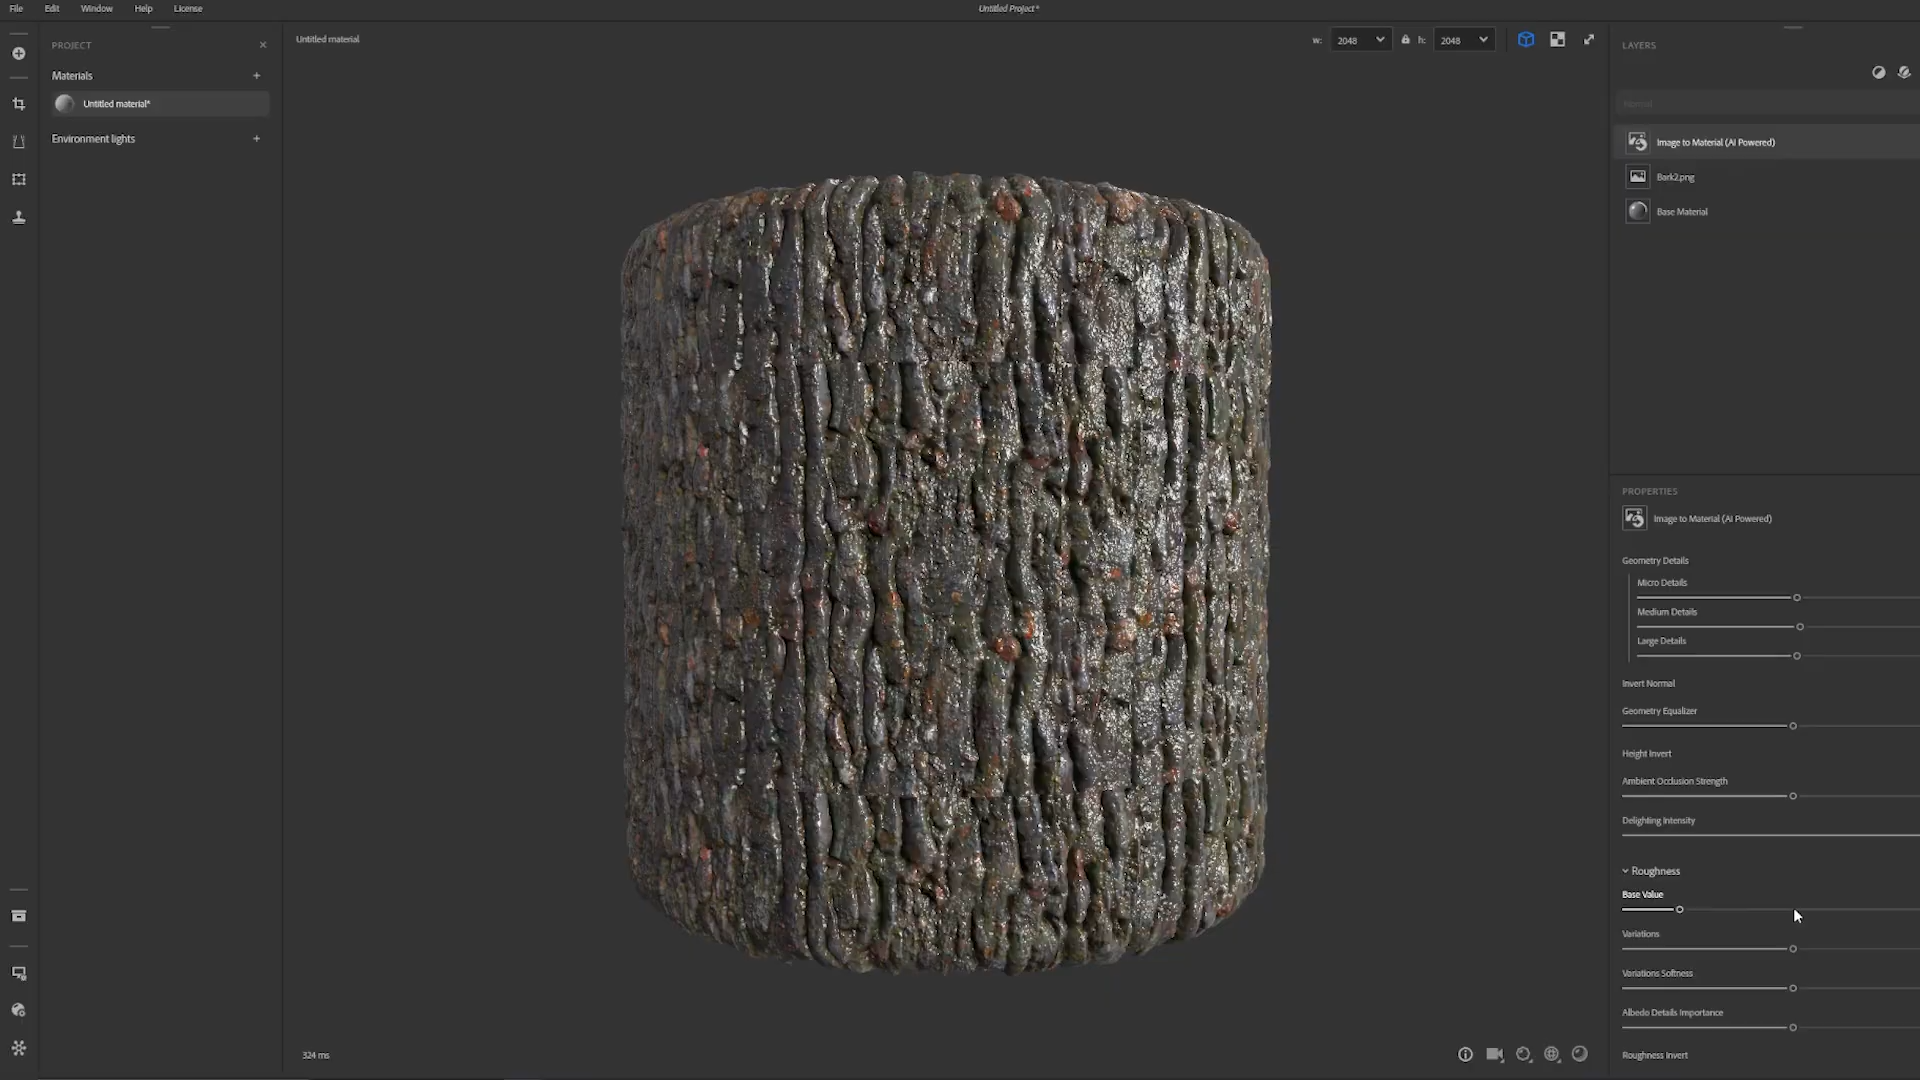 File Edit Window Help License
Untitled Project*
PROJECT
Materials
Untitled material*
Environment lights
Untitled material
w: 2048 h: 2048
LAYERS
Normal
Image to Material (AI Powered)
Bark2.png
Base Material
PROPERTIES
Image to Material (AI Powered)
Geometry Details
Micro Details
Medium Details
Large Details
Invert Normal
Geometry Equalizer
Height Invert
Ambient Occlusion Strength
Delighting Intensity
Roughness
Base Value
Variations
Variations Softness
Albedo Details Importance
Roughness Invert
324 ms